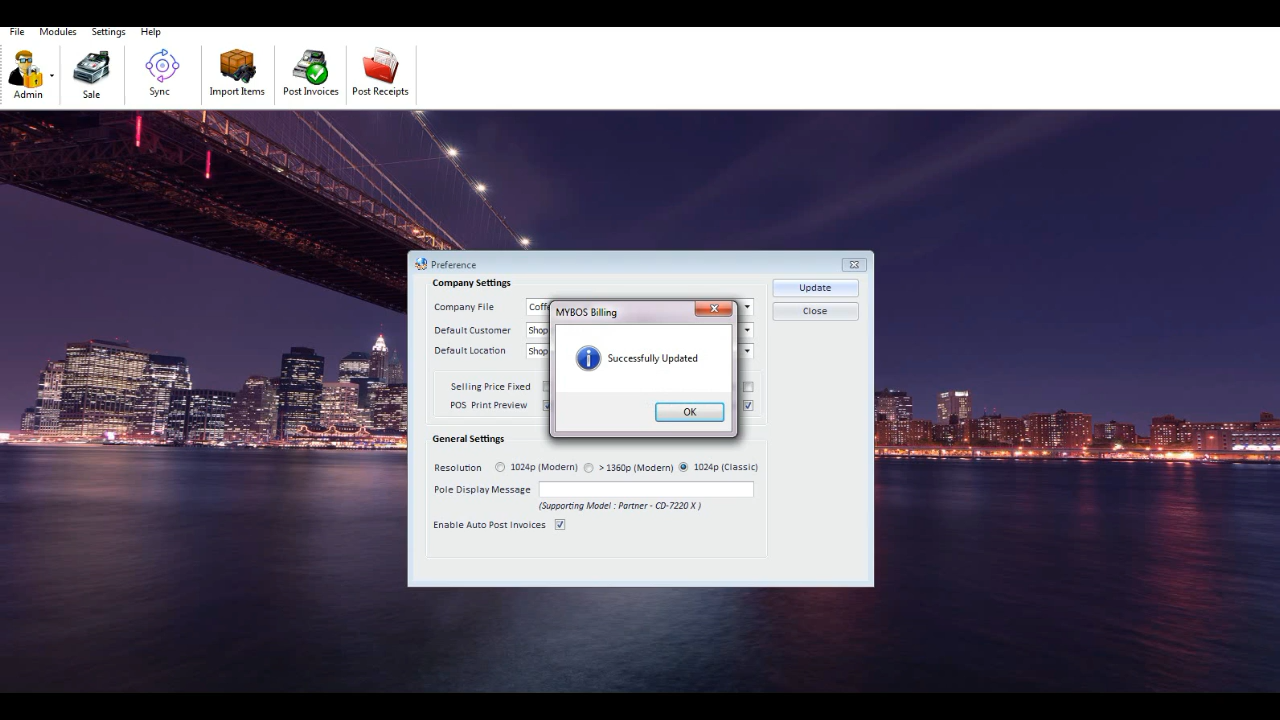 File Modules Settings Help
Admin Sale Sync Import Items Post Invoices Post Receipts
Preference
Company Settings
Update
Company File
Close
Default Customer Shop
Default Location Shop
MYBOS Billing
Successfully Updated
OK
Selling Price Fixed
POS Print Preview
General Settings
Resolution 1024p (Modern) > 1360p (Modern) 1024p (Classic)
Pole Display Message
(Supporting Model : Partner - CD-7220 X )
Enable Auto Post Invoices